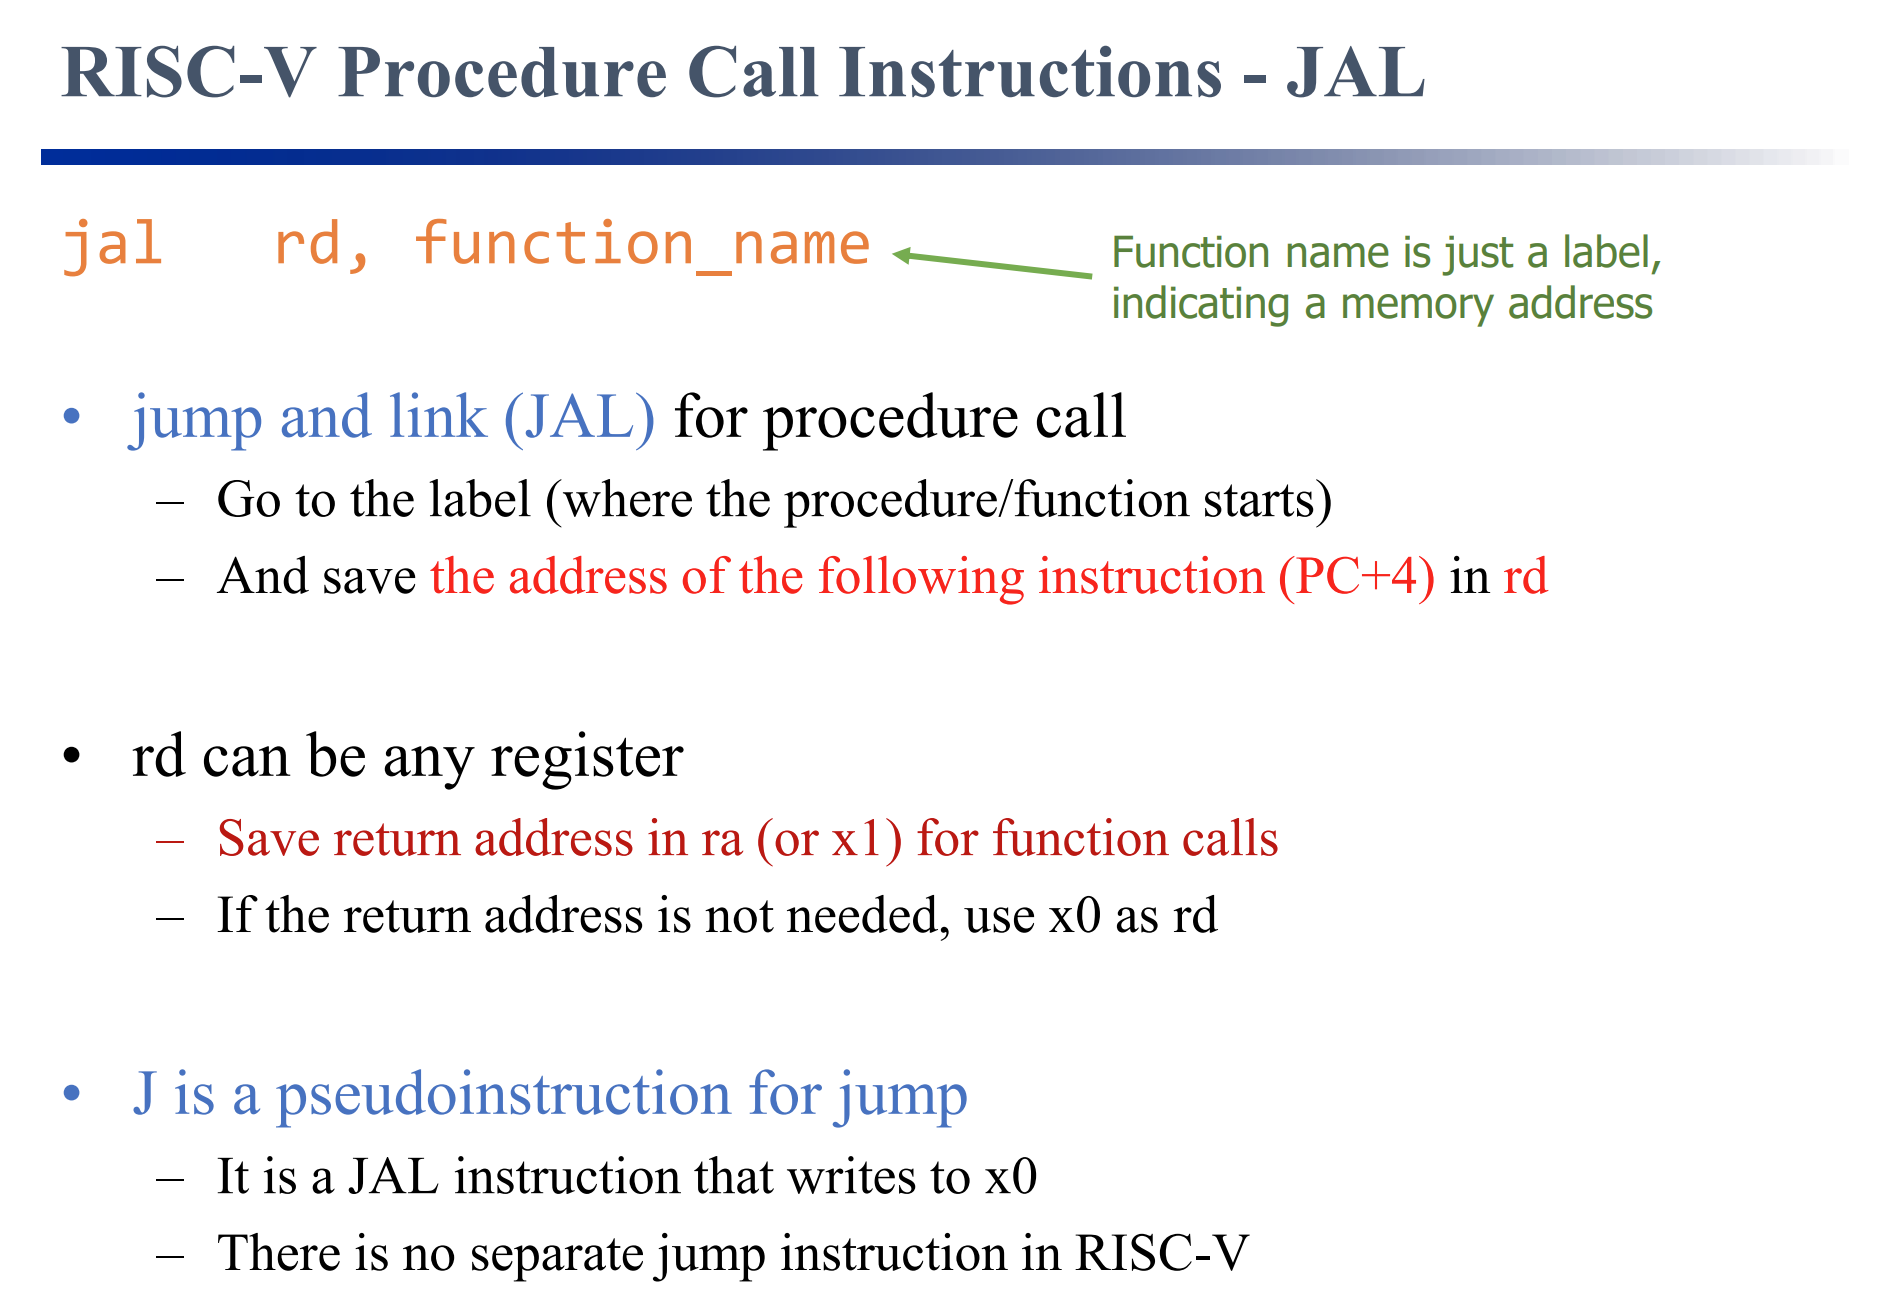 RISC-V Procedure Call Instructions - JAL
jal rd, function_name
Function name is just a label,
indicating a memory address
• jump and link (JAL) for procedure call
– Go to the label (where the procedure/function starts)
– And save the address of the following instruction (PC+4) in rd
• rd can be any register
– Save return address in ra (or x1) for function calls
– If the return address is not needed, use x0 as rd
• J is a pseudoinstruction for jump
– It is a JAL instruction that writes to x0
– There is no separate jump instruction in RISC-V